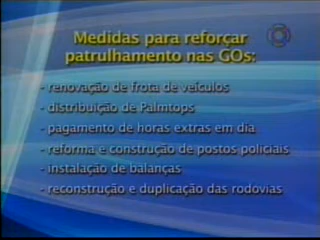 Medidas para reforçar
patrulhamento nas GOs:
- renovação de frota de veículos
- distribuição de Palmtops
- pagamento de horas extras em dia
- reforma e construção de postos policiais
- instalação de balanças
- reconstrução e duplicação das rodóvias